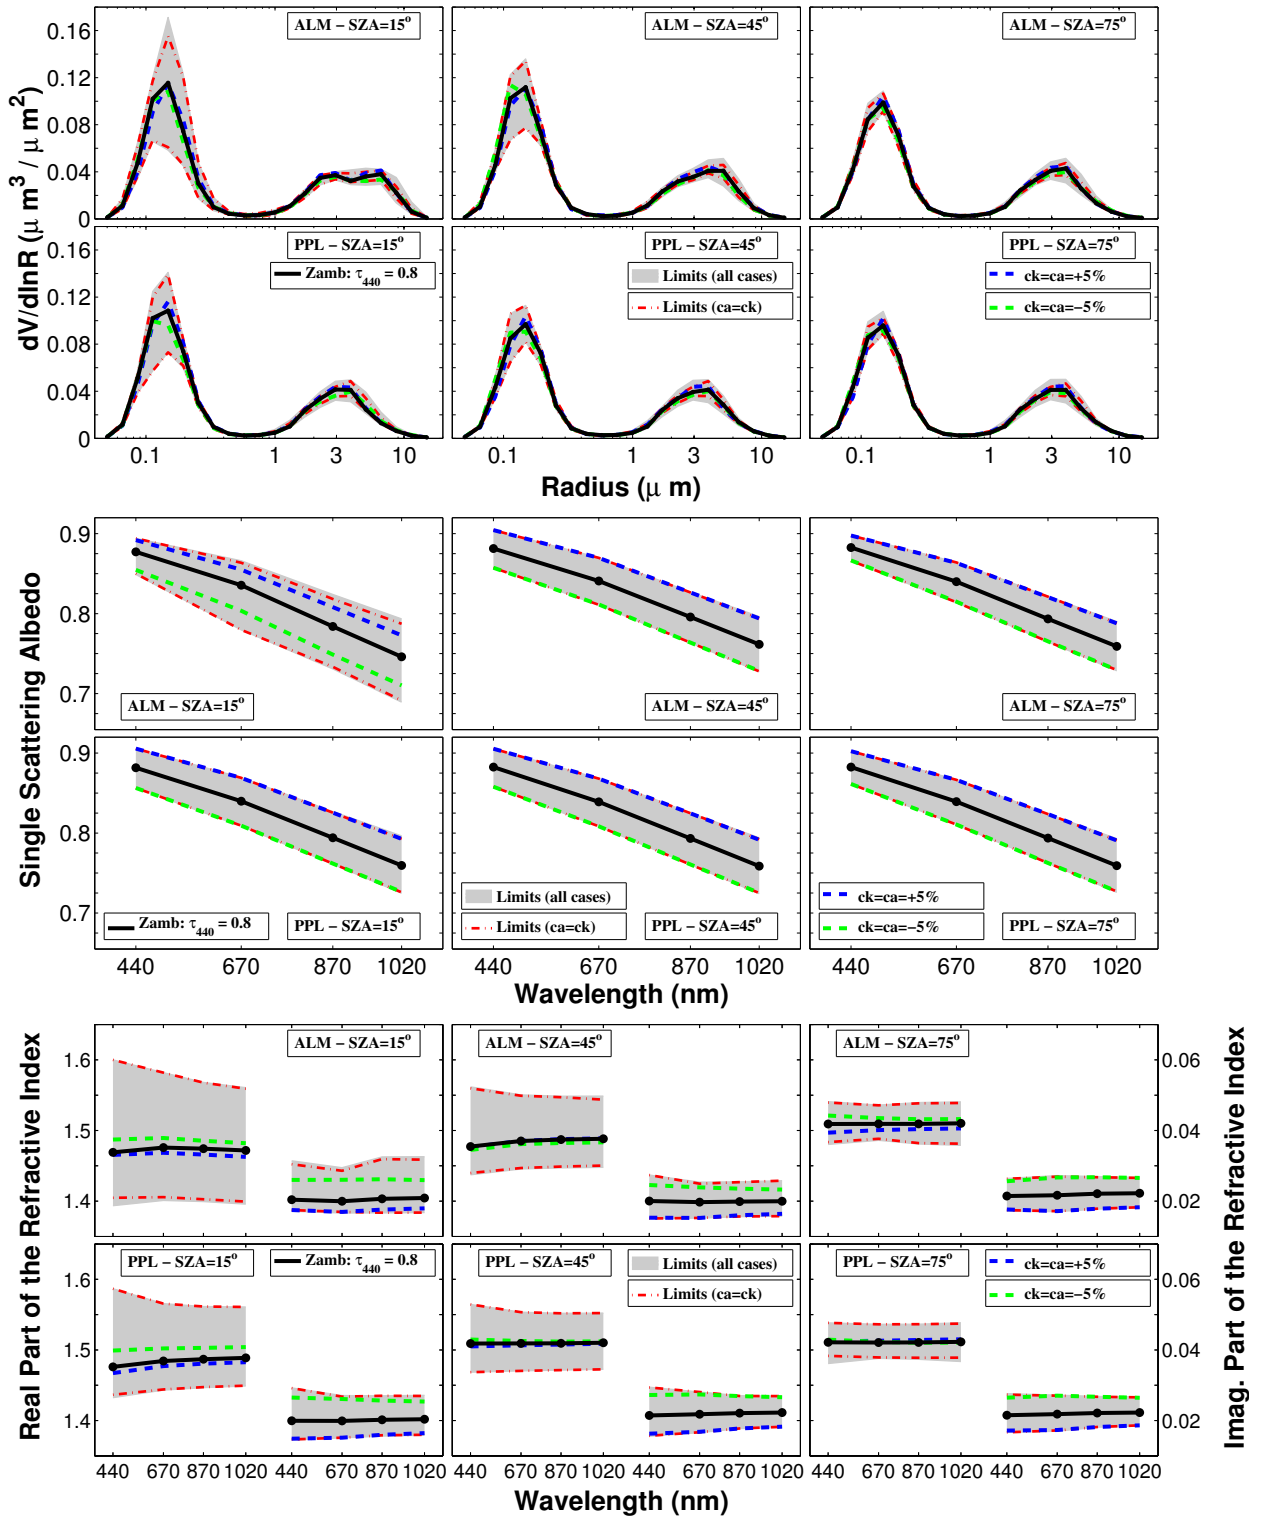 ALM − SZA=15°
ALM − SZA=45°
ALM − SZA=75°
0.16
0.12
0.08
0.04
0
PPL − SZA=15°
PPL − SZA=45°
PPL − SZA=75°
Zamb: τ440 = 0.8
Limits (all cases)
Limits (ca=ck)
ck=ca=+5%
ck=ca=−5%
0.16
0.12
0.08
0.04
0
dV/dlnR (μ m³ / μ m²)
0.1 1 3 10
0.1 1 3 10
0.1 1 3 10
Radius (μ m)
0.9
0.8
0.7
ALM − SZA=15°
ALM − SZA=45°
ALM − SZA=75°
0.9
0.8
0.7
Single Scattering Albedo
Zamb: τ440 = 0.8
PPL − SZA=15°
Limits (all cases)
Limits (ca=ck)
PPL − SZA=45°
ck=ca=+5%
ck=ca=−5%
PPL − SZA=75°
440 670 870 1020
440 670 870 1020
440 670 870 1020
Wavelength (nm)
ALM − SZA=15°
ALM − SZA=45°
ALM − SZA=75°
1.6
1.5
1.4
0.06
0.04
0.02
PPL − SZA=15°
Zamb: τ440 = 0.8
PPL − SZA=45°
Limits (all cases)
Limits (ca=ck)
PPL − SZA=75°
ck=ca=+5%
ck=ca=−5%
1.6
1.5
1.4
0.06
0.04
0.02
Real Part of the Refractive Index
Imag. Part of the Refractive Index
440 670 870 1020 440 670 870 1020
440 670 870 1020 440 670 870 1020
440 670 870 1020 440 670 870 1020
Wavelength (nm)